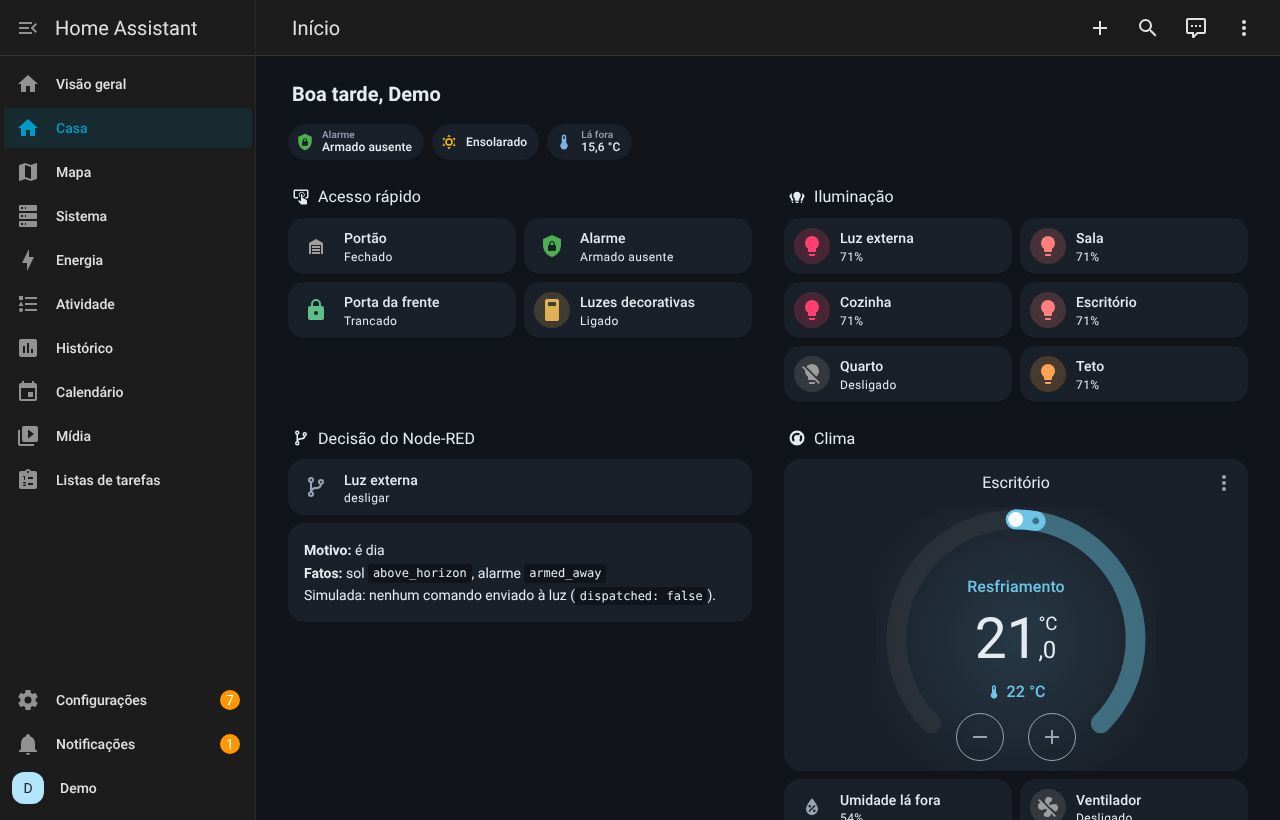 Home Assistant
Início
Visão geral
Casa
Mapa
Sistema
Energia
Atividade
Histórico
Calendário
Mídia
Listas de tarefas
Configurações
7
Notificações
1
D
Demo
Boa tarde, Demo
Alarme
Armado ausente
Ensolarado
Lá fora
15,6 °C
Acesso rápido
Portão
Fechado
Alarme
Armado ausente
Porta da frente
Trancado
Luzes decorativas
Ligado
Iluminação
Luz externa
71%
Sala
71%
Cozinha
71%
Escritório
71%
Quarto
Desligado
Teto
71%
Decisão do Node-RED
Luz externa
desligar
Motivo: é dia
Fatos: sol above_horizon, alarme armed_away
Simulada: nenhum comando enviado à luz ( dispatched: false ).
Clima
Escritório
Resfriamento
21,0 °C
22 °C
Umidade lá fora
54%
Ventilador
Desligado